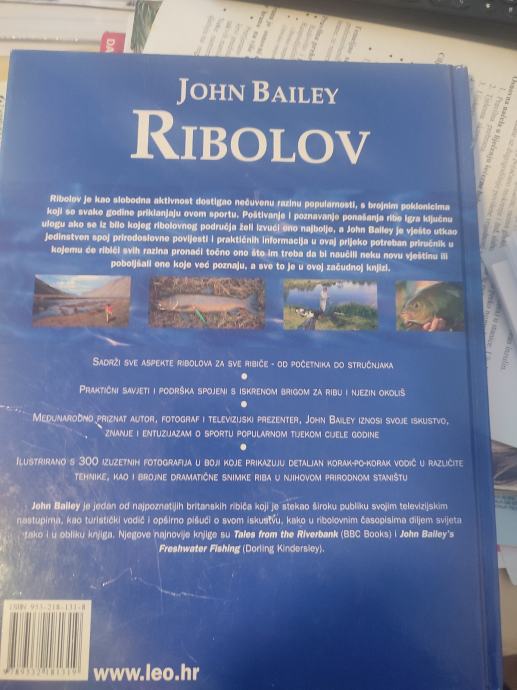 JOHN BAILEY
RIBOLOV
Ribolov je kao slobodna aktivnost dostigao nečuvenu razinu popularnosti, s brojnim poklonicima
koji se svake godine priklanjaju ovom sportu. Poštivanje i poznavanje ponašanja ribe igra ključnu
ulogu ako se iz bilo kojeg ribolovnog područja želi izvući ono najbolje, a John Bailey je vješto utkao
jedinstven spoj prirodoslovne povijesti i praktičnih informacija u ovaj prijeko potreban priručnik u
kojemu će ribiči svih razina pronaći točno ono što im treba da bi naučili neku novu vještinu ili
poboljšali one koje već poznaju, a sve to je u ovoj začudnoj knjizi.
SADRŽI SVE ASPEKTE RIBOLOVA ZA SVE RIBIČE - OD POČETNIKA DO STRUČNJAKA
PRAKTIČNI SAVJETI I PODRŠKA SPOJENI S ISKRENOM BRIGOM ZA RIBU I NJEZIN OKOLIŠ
MEĐUNARODNO PRIZNAT AUTOR, FOTOGRAF I TELEVIZIJSKI PREZENTER, JOHN BAILEY IZNOSI SVOJE ISKUSTVO,
ZNANJE I ENTUZIJAZAM O SPORTU POPULARNOM TIJEKOM CIJELE GODINE
ILUSTRIRANO S 300 IZUZETNIH FOTOGRAFIJA U BOJI KOJE PRIKAZUJU DETALJAN KORAK-PO-KORAK VODIČ U RAZLIČITE
TEHNIKE, KAO I BROJNE DRAMATIČNE SNIMKE RIBA U NJIHOVOM PRIRODNOM STANIŠTU
John Bailey je jedan od najpoznatijih britanskih ribiča koji je stekao široku publiku svojim televizijskim
nastupima, kao turistički vodič i opširno pišući o svom iskustvu, kako u ribolovnim časopisima diljem svijeta
tako i u obliku knjiga. Njegove najnovije knjige su Tales from the Riverbank (BBC Books) i John Bailey's
Freshwater Fishing (Dorling Kindersley).
ISBN 953-218-131-8
9789532181319
www.leo.hr